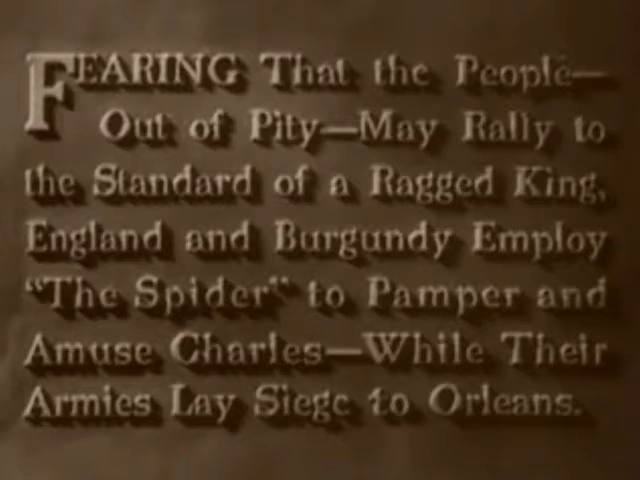 FEARING That the People—
Out of Pity—May Rally to
the Standard of a Ragged King,
England and Burgundy Employ
"The Spider" to Pamper and
Amuse Charles—While Their
Armies Lay Siege to Orleans.